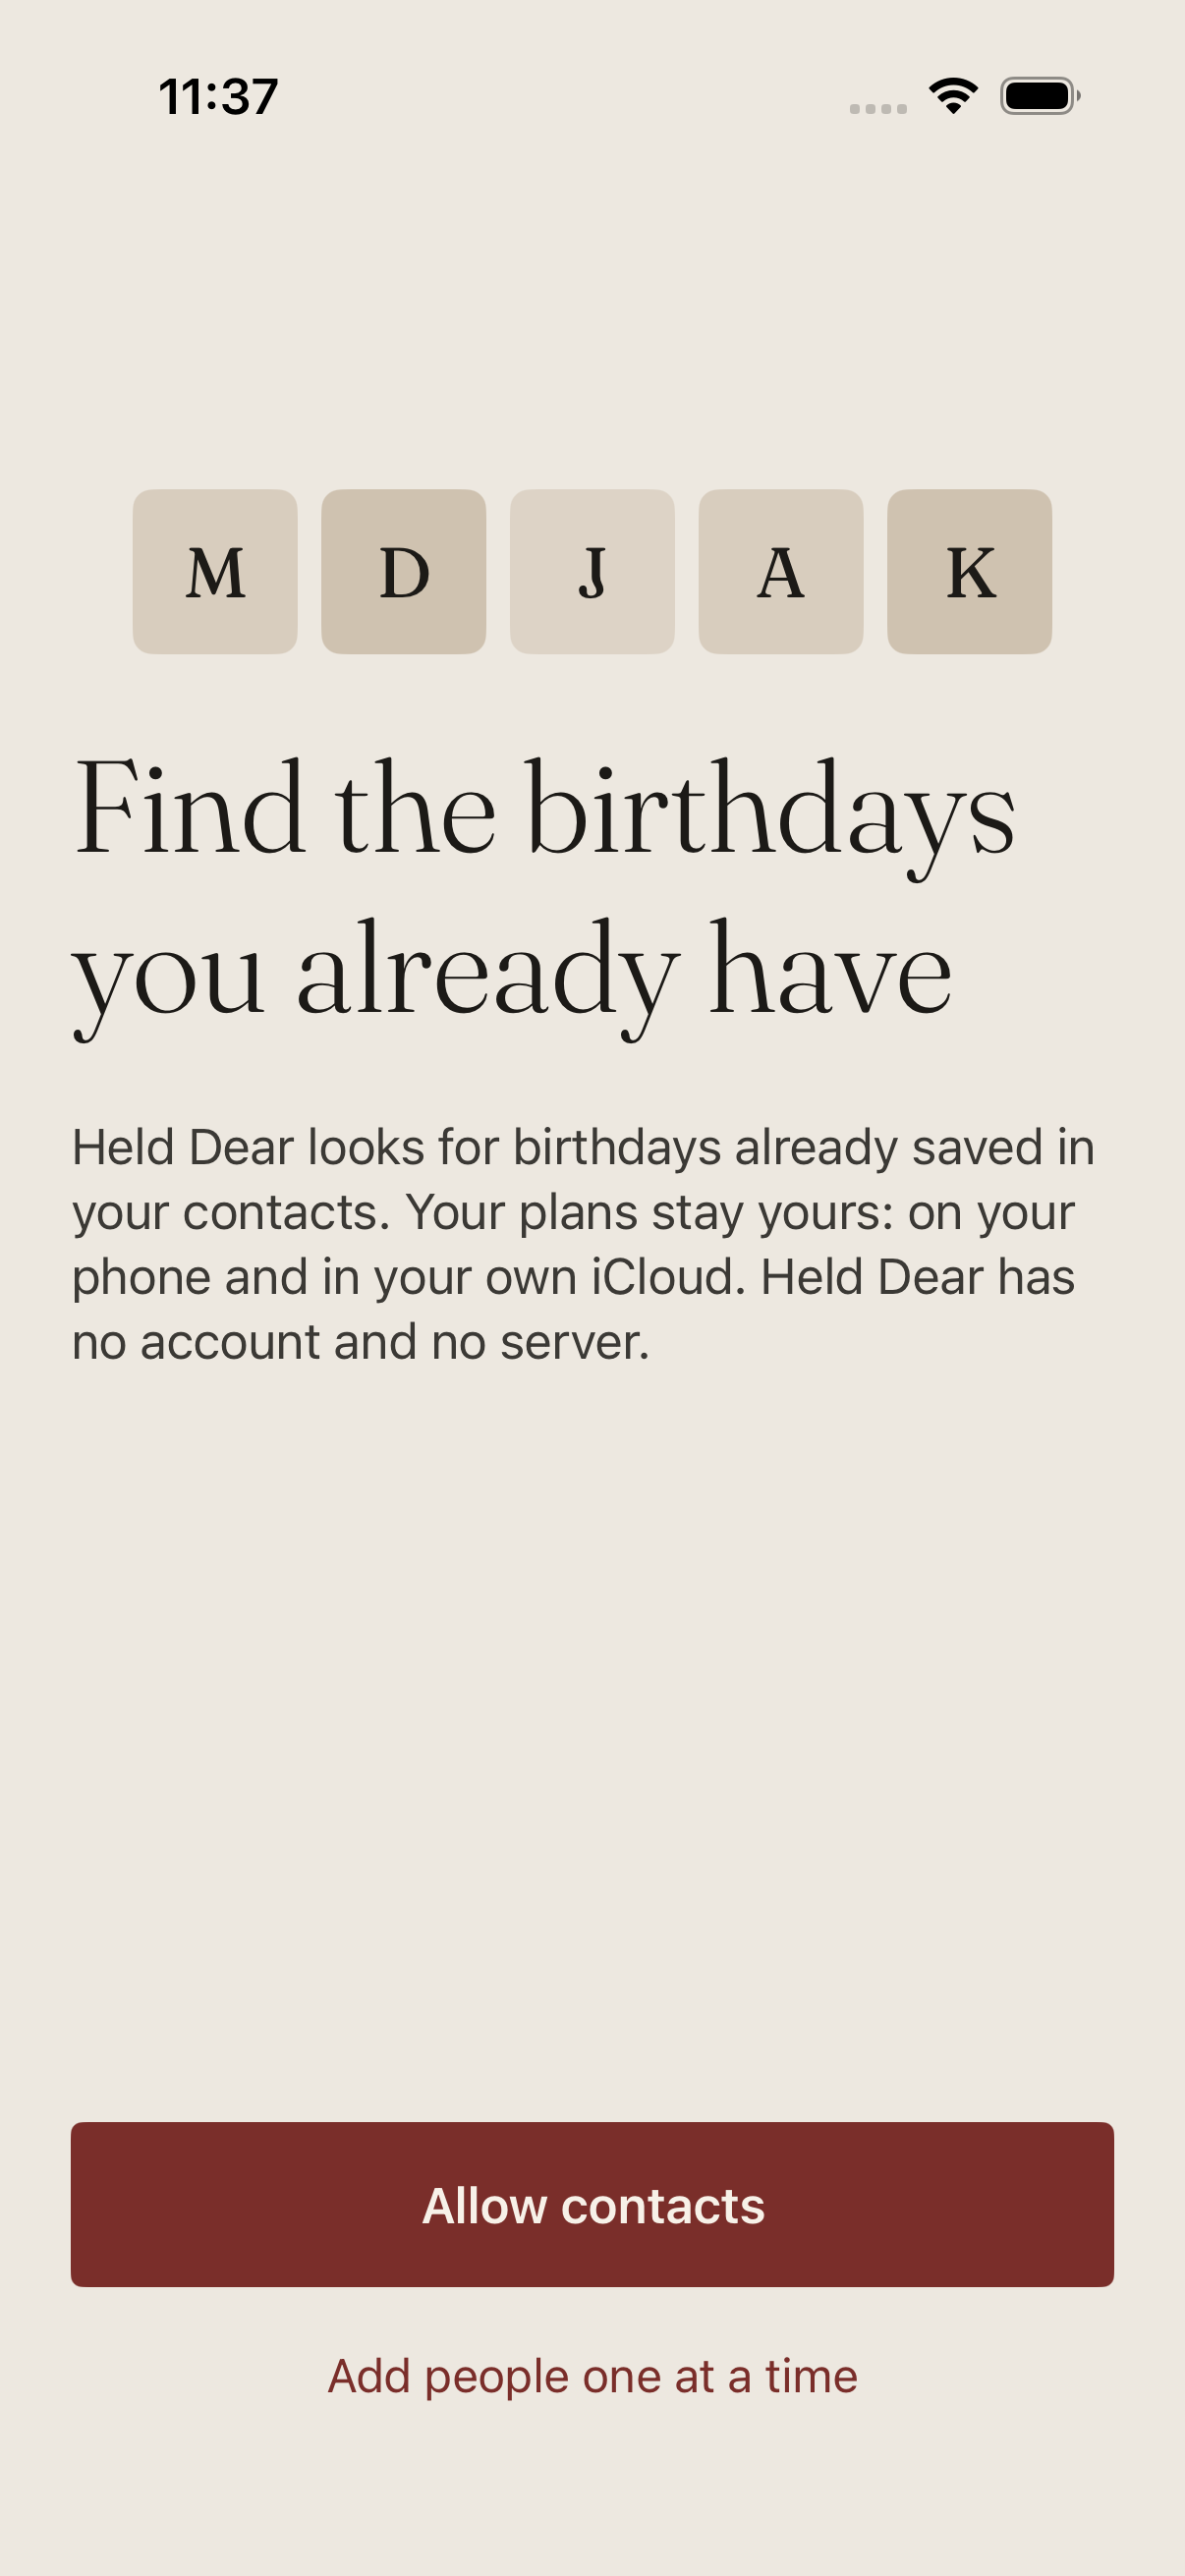 11:37
M D J A K
Find the birthdays
you already have
Held Dear looks for birthdays already saved in
your contacts. Your plans stay yours: on your
phone and in your own iCloud. Held Dear has
no account and no server.
Allow contacts
Add people one at a time